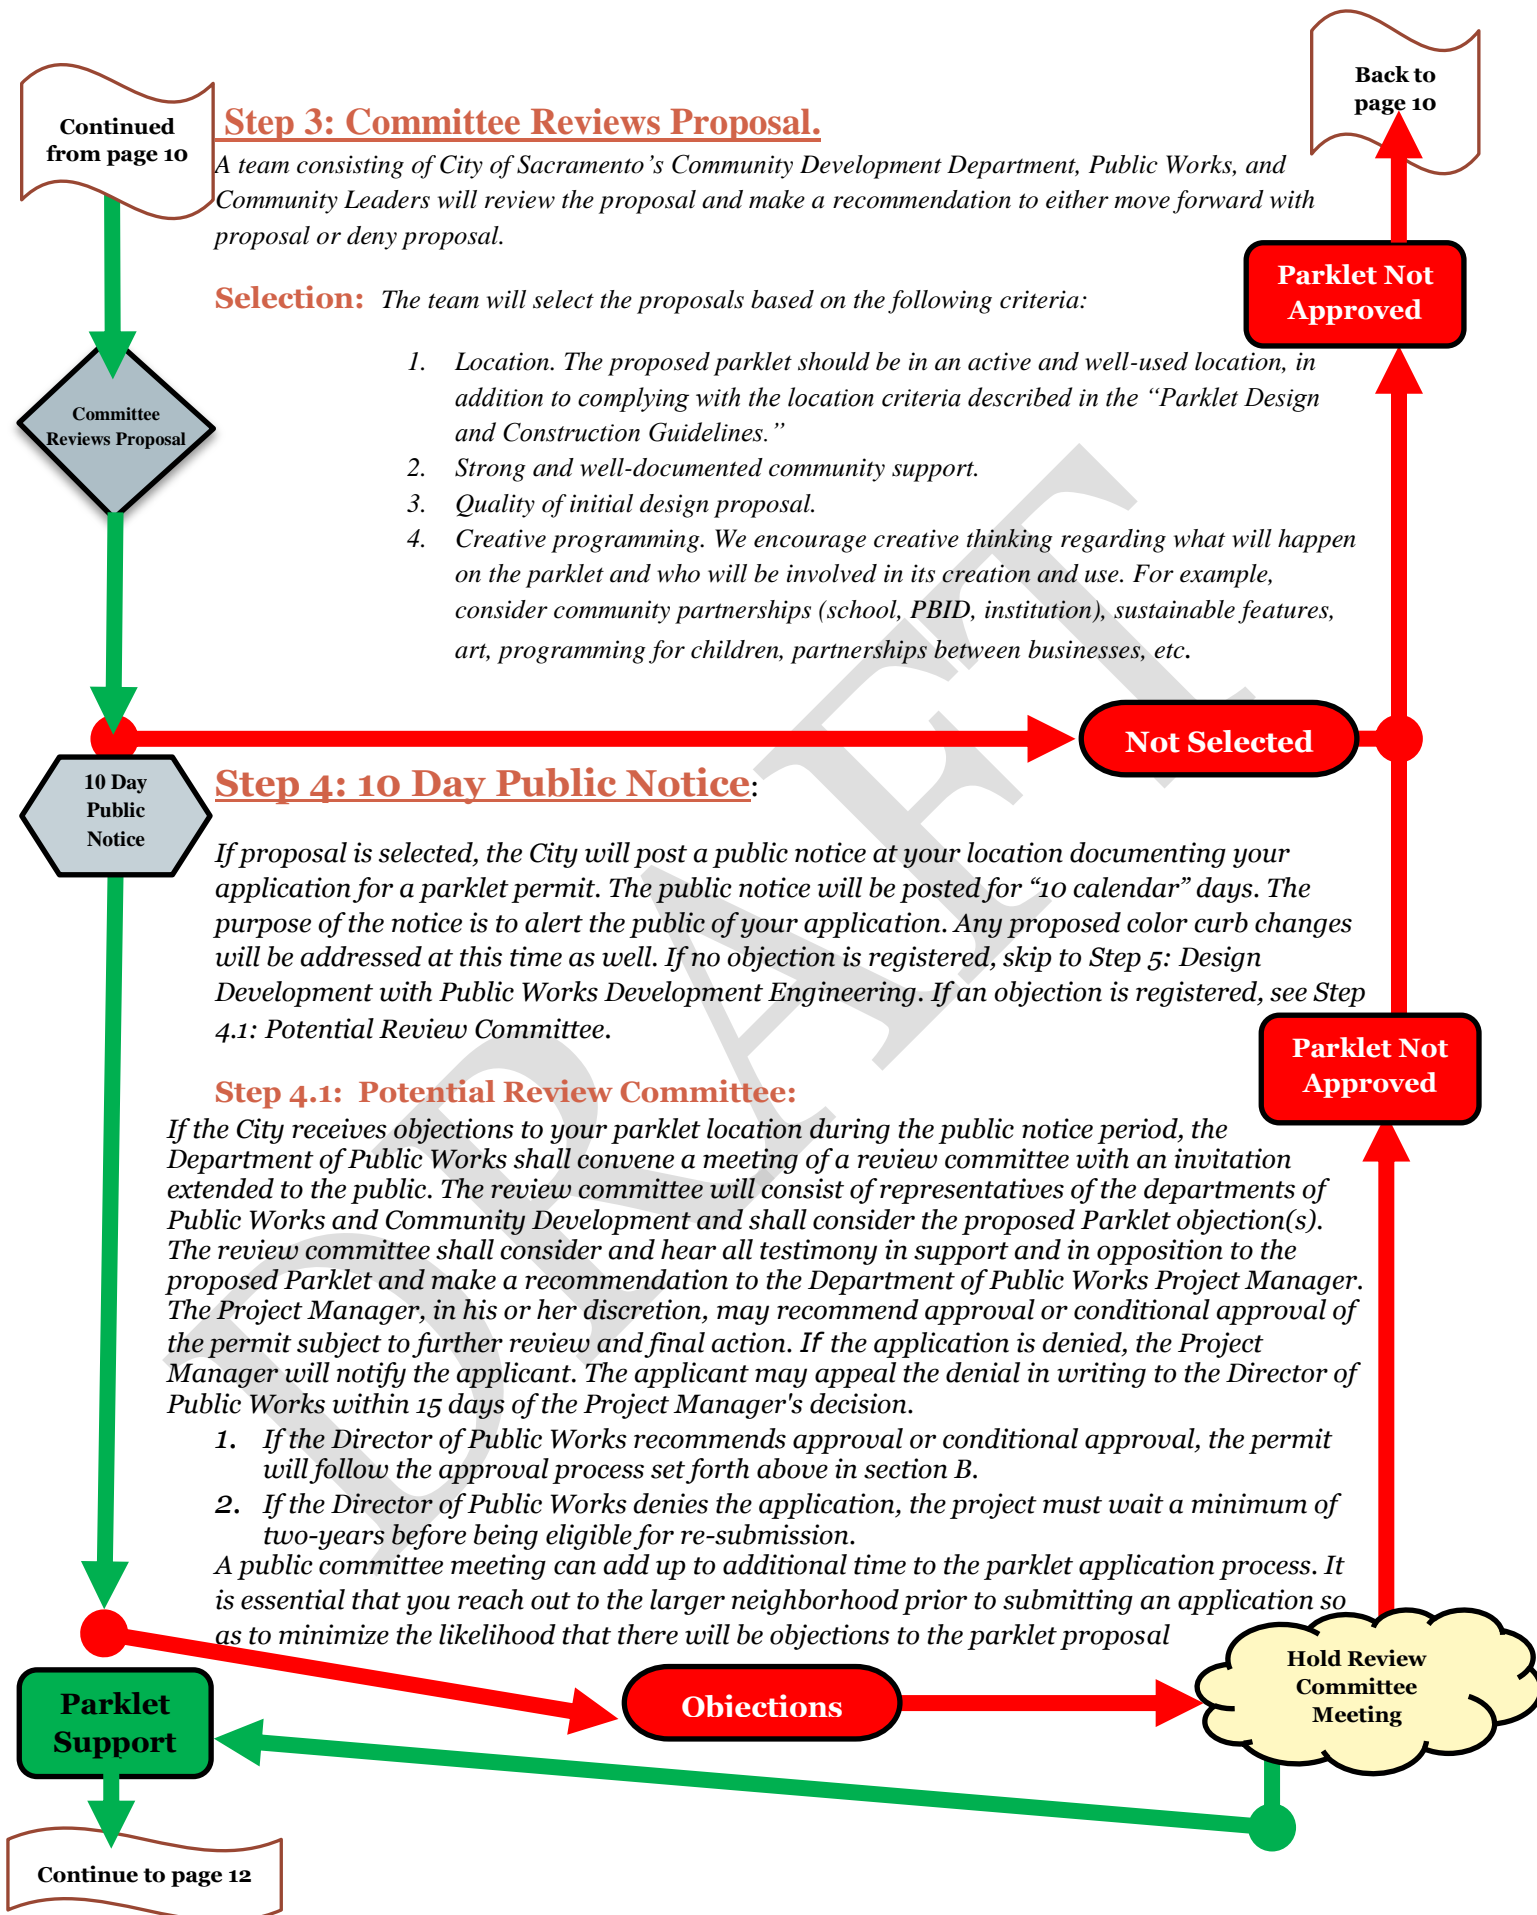 Back to
page 10
Continued
from page 10
Step 3: Committee Reviews Proposal.
A team consisting of City of Sacramento’s Community Development Department, Public Works, and
Community Leaders will review the proposal and make a recommendation to either move forward with
proposal or deny proposal.
Parklet Not
Approved
Selection: The team will select the proposals based on the following criteria:
1. Location. The proposed parklet should be in an active and well-used location, in
addition to complying with the location criteria described in the “Parklet Design
and Construction Guidelines.”
Committee
Reviews Proposal
2. Strong and well-documented community support.
3. Quality of initial design proposal.
4. Creative programming. We encourage creative thinking regarding what will happen
on the parklet and who will be involved in its creation and use. For example,
consider community partnerships (school, PBID, institution), sustainable features,
art, programming for children, partnerships between businesses, etc.
Not Selected
10 Day
Public
Notice
Step 4: 10 Day Public Notice:
If proposal is selected, the City will post a public notice at your location documenting your
application for a parklet permit. The public notice will be posted for “10 calendar” days. The
purpose of the notice is to alert the public of your application. Any proposed color curb changes
will be addressed at this time as well. If no objection is registered, skip to Step 5: Design
Development with Public Works Development Engineering. If an objection is registered, see Step
4.1: Potential Review Committee.
Parklet Not
Approved
Step 4.1: Potential Review Committee:
If the City receives objections to your parklet location during the public notice period, the
Department of Public Works shall convene a meeting of a review committee with an invitation
extended to the public. The review committee will consist of representatives of the departments of
Public Works and Community Development and shall consider the proposed Parklet objection(s).
The review committee shall consider and hear all testimony in support and in opposition to the
proposed Parklet and make a recommendation to the Department of Public Works Project Manager.
The Project Manager, in his or her discretion, may recommend approval or conditional approval of
the permit subject to further review and final action. If the application is denied, the Project
Manager will notify the applicant. The applicant may appeal the denial in writing to the Director of
Public Works within 15 days of the Project Manager's decision.
1. If the Director of Public Works recommends approval or conditional approval, the permit
will follow the approval process set forth above in section B.
2. If the Director of Public Works denies the application, the project must wait a minimum of
two-years before being eligible for re-submission.
A public committee meeting can add up to additional time to the parklet application process. It
is essential that you reach out to the larger neighborhood prior to submitting an application so
as to minimize the likelihood that there will be objections to the parklet proposal
Hold Review
Committee
Meeting
Objections
Parklet
Support
Continue to page 12
DRAFT